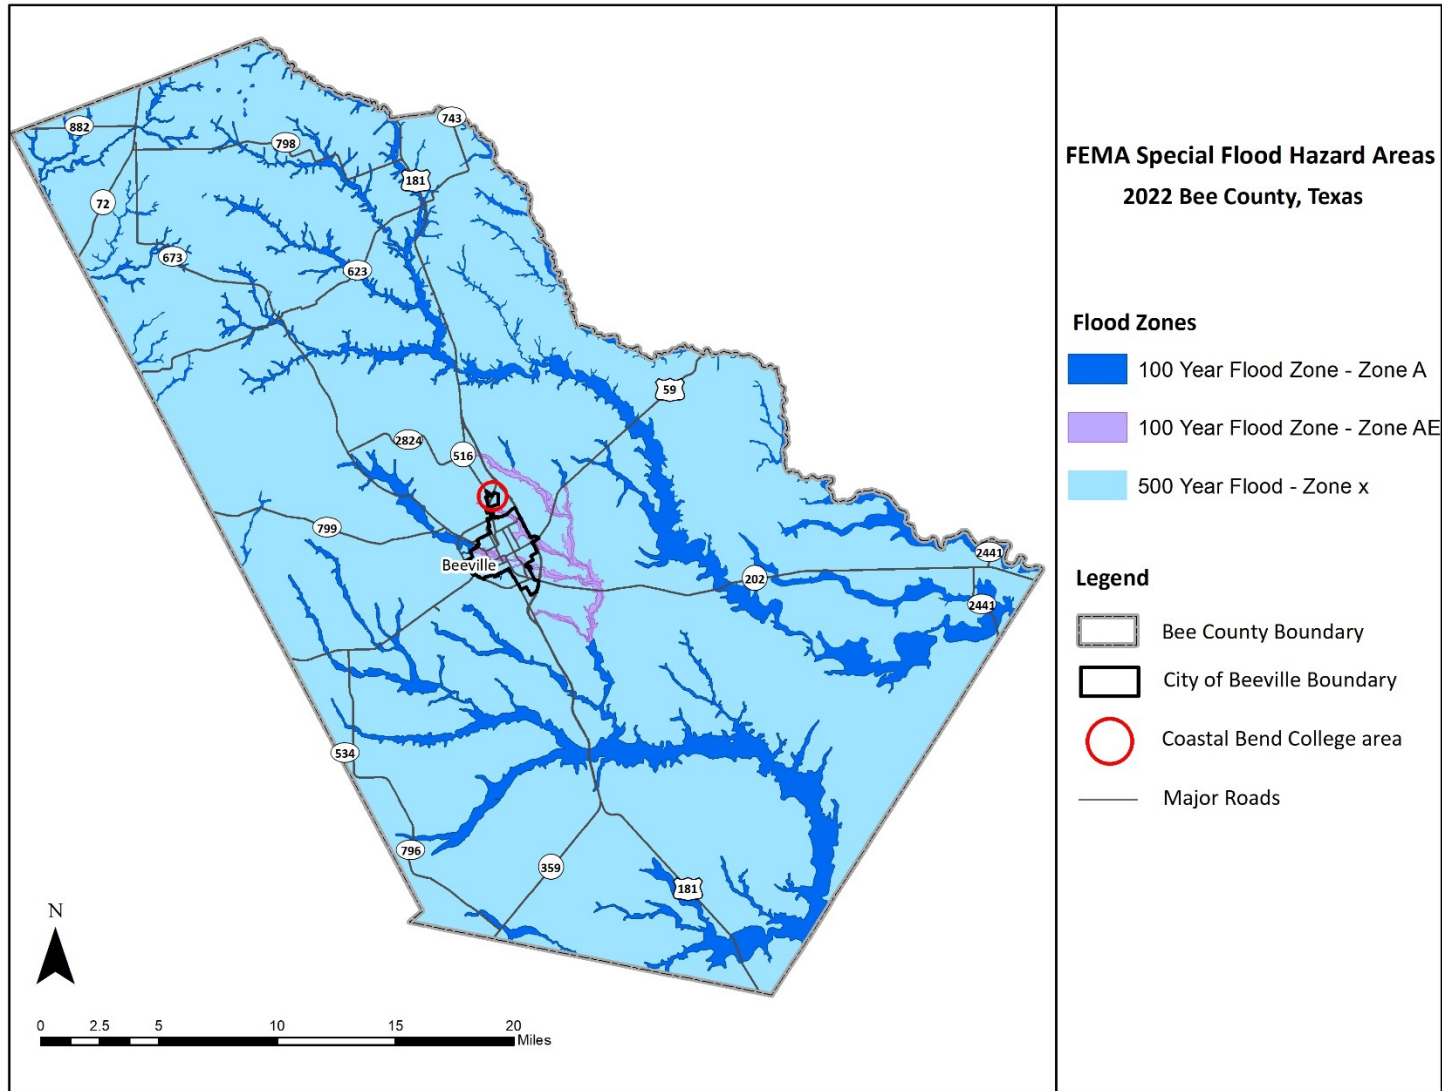 FEMA Special Flood Hazard Areas
2022 Bee County, Texas
Flood Zones
100 Year Flood Zone - Zone A
100 Year Flood Zone - Zone AE
500 Year Flood - Zone x
Legend
Bee County Boundary
City of Beeville Boundary
Coastal Bend College area
Major Roads
743
882
798
181
72
673
623
59
2824
516
799
Beeville
2441
202
2441
534
796
359
181
N
0 2.5 5 10 15 20
Miles